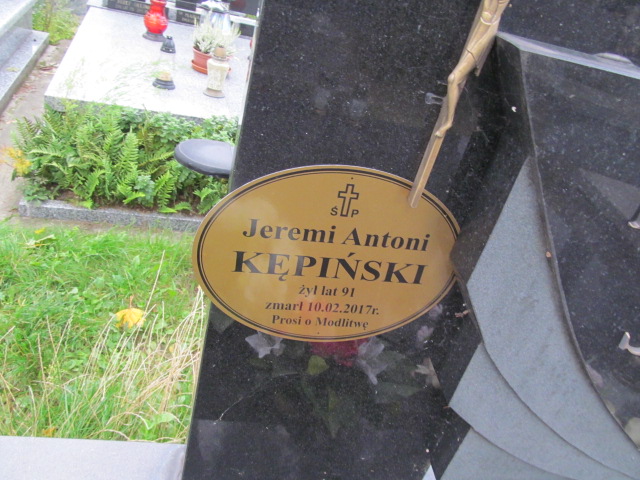 Ś P
Jeremi Antoni
KĘPIŃSKI
żył lat 91
zmarł 10.02.2017r.
Prosi o Modlitwę